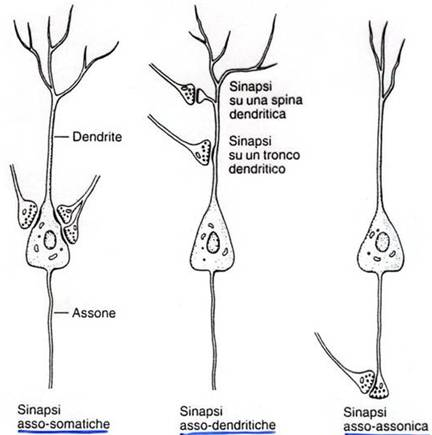 Dendrite
Assone
Sinapsi
su una spina
dendritica
Sinapsi
su un tronco
dendritico
Sinapsi
asso-somatiche
Sinapsi
asso-dendritiche
Sinapsi
asso-assonica